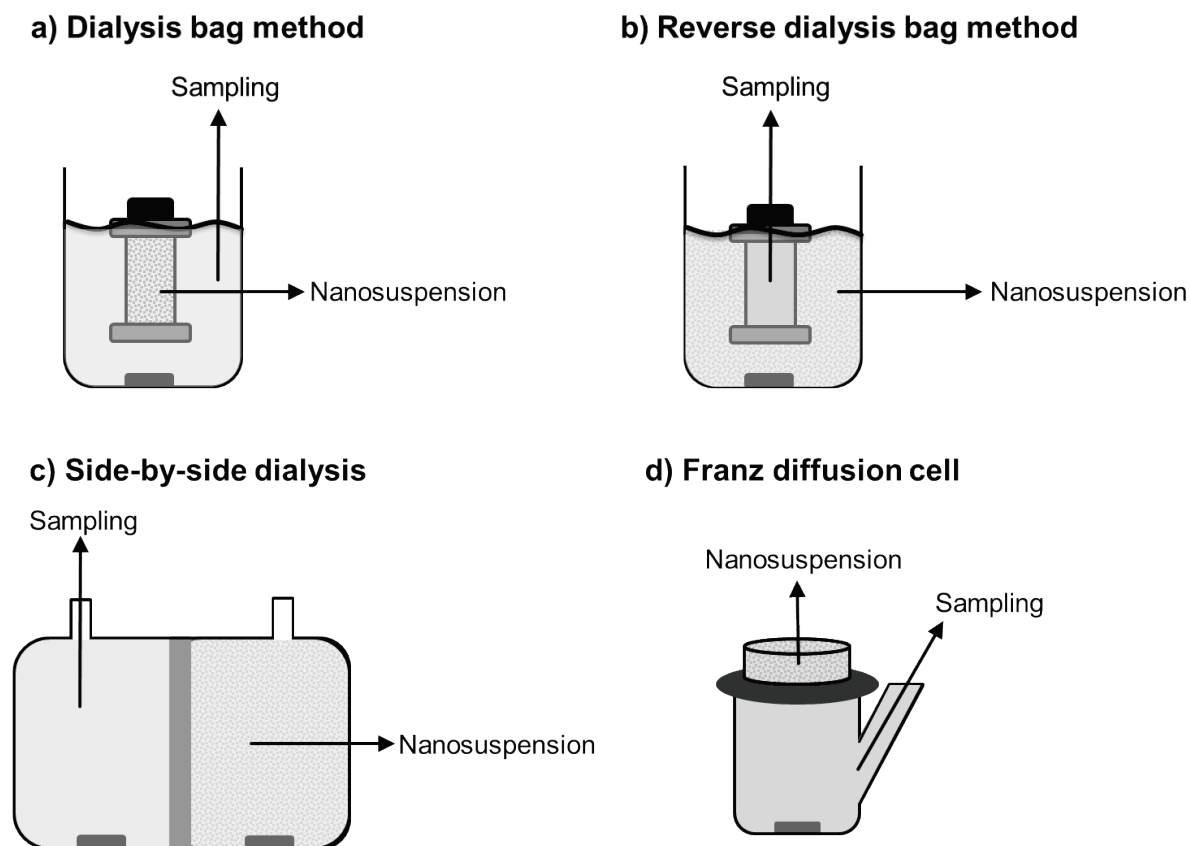 a) Dialysis bag method
Sampling
Nanosuspension
b) Reverse dialysis bag method
Sampling
Nanosuspension
c) Side-by-side dialysis
Sampling
Nanosuspension
d) Franz diffusion cell
Nanosuspension
Sampling